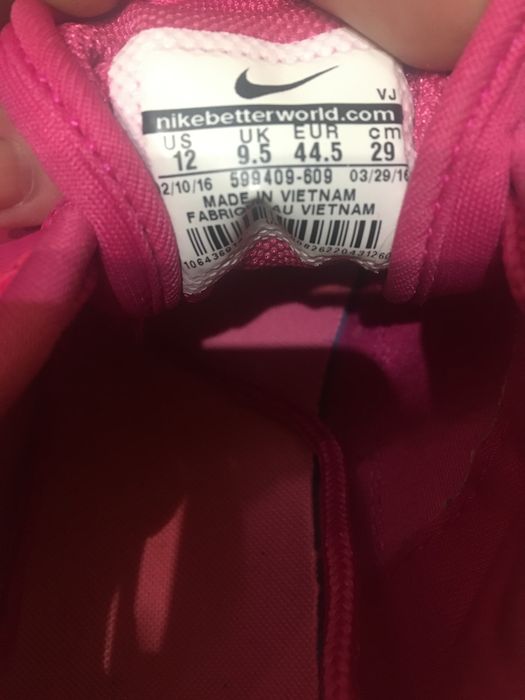 VJ
nikebetterworld.com
US UK EUR cm
12 9.5 44.5 29
2/10/16 599409-609 03/29/16
MADE IN VIETNAM
AU VIETNAM